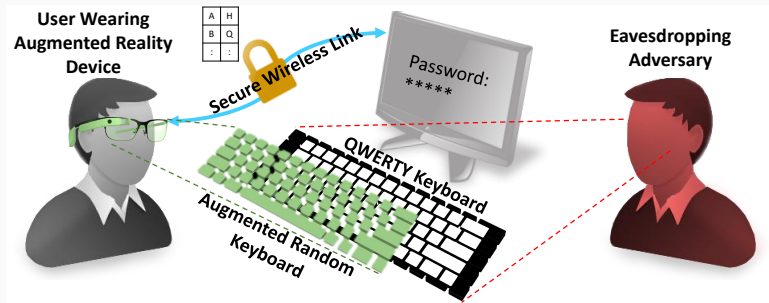 User Wearing
Augmented Reality
Device
A H
B Q
: :
Secure Wireless Link
Password:
*****
Eavesdropping
Adversary
QWERTY Keyboard
Augmented Random
Keyboard